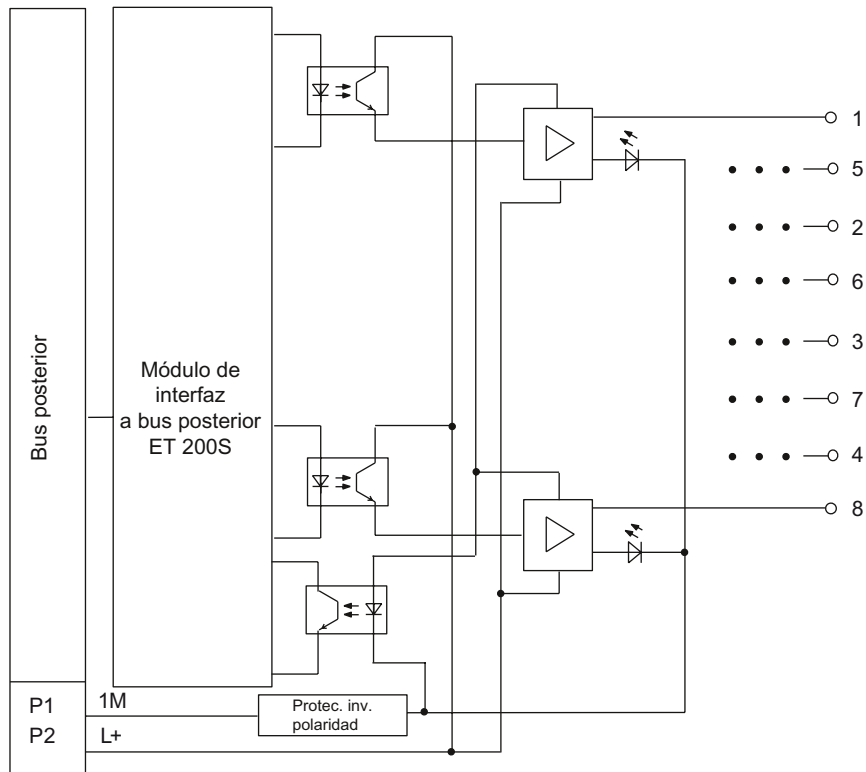 Bus posterior
Módulo de
interfaz
a bus posterior
ET 200S
1
5
2
6
3
7
4
8
P1
1M
Protec. inv.
polaridad
P2
L+